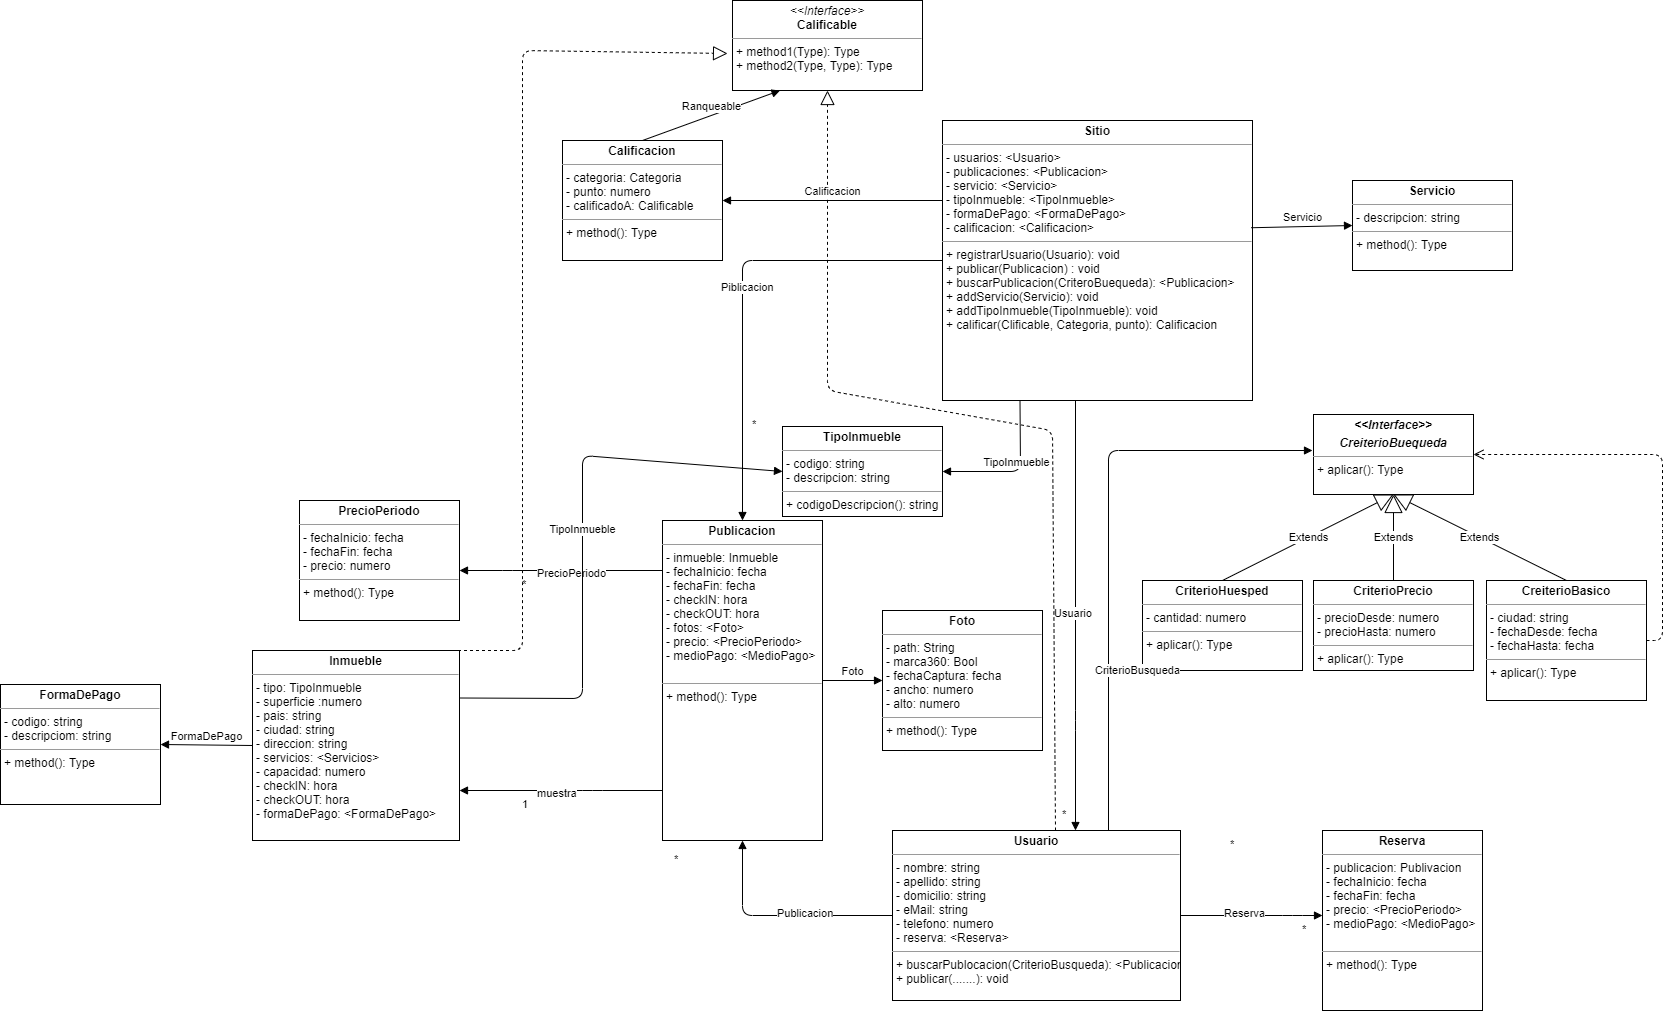 <<Interface>>
Calificable
+ method1(Type): Type
+ method2(Type, Type): Type
Ranqueable
Calificacion
- categoria: Categoria
- punto: numero
- calificadoA: Calificable
+ method(): Type
Calificacion
Sitio
- usuarios: <Usuario>
- publicaciones: <Publicacion>
- servicio: <Servicio>
- tipoInmueble: <TipoInmueble>
- formaDePago: <FormaDePago>
- calificacion: <Calificacion>
+ registrarUsuario(Usuario): void
+ publicar(Publicacion) : void
+ buscarPublicacion(CriteroBuequeda): <Publicacion>
+ addServicio(Servicio): void
+ addTipoInmueble(TipoInmueble): void
+ calificar(Clificable, Categoria, punto): Calificacion
Servicio
Servicio
- descripcion: string
+ method(): Type
Piblicacion
*
TipoInmueble
- codigo: string
- descripcion: string
+ codigoDescripcion(): string
TipoInmueble
<<Interface>>
CreiterioBuequeda
+ aplicar(): Type
Extends
Extends
Extends
CriterioHuesped
- cantidad: numero
+ aplicar(): Type
CriterioPrecio
- precioDesde: numero
- precioHasta: numero
+ aplicar(): Type
CreiterioBasico
- ciudad: string
- fechaDesde: fecha
- fechaHasta: fecha
+ aplicar(): Type
PrecioPeriodo
- fechaInicio: fecha
- fechaFin: fecha
- precio: numero
+ method(): Type
TipoInmueble
PrecioPeriodo
*
Publicacion
- inmueble: Inmueble
- fechaInicio: fecha
- fechaFin: fecha
- checkIN: hora
- checkOUT: hora
- fotos: <Foto>
- precio: <PrecioPeriodo>
- medioPago: <MedioPago>
+ method(): Type
Foto
Foto
- path: String
- marca360: Bool
- fechaCaptura: fecha
- ancho: numero
- alto: numero
+ method(): Type
Usuario
CriterioBusqueda
FormaDePago
- codigo: string
- descripciom: string
+ method(): Type
FormaDePago
Inmueble
- tipo: TipoInmueble
- superficie :numero
- pais: string
- ciudad: string
- direccion: string
- servicios: <Servicios>
- capacidad: numero
- checkIN: hora
- checkOUT: hora
- formaDePago: <FormaDePago>
muestra
1
*
*
Publicacion
Usuario
- nombre: string
- apellido: string
- domicilio: string
- eMail: string
- telefono: numero
- reserva: <Reserva>
+ buscarPublocacion(CriterioBusqueda): <Publicacion
+ publicar(.......): void
*
Reserva
*
Reserva
- publicacion: Publivacion
- fechaInicio: fecha
- fechaFin: fecha
- precio: <PrecioPeriodo>
- medioPago: <MedioPago>
+ method(): Type